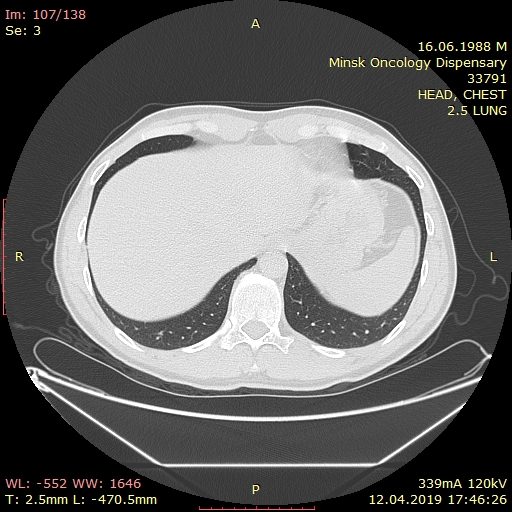 Im: 107/138
Se: 3
A
16.06.1988 M
Minsk Oncology Dispensary
33791
HEAD, CHEST
2.5 LUNG
R
L
WL: -552 WW: 1646
T: 2.5mm L: -470.5mm
P
339mA 120kV
12.04.2019 17:46:26